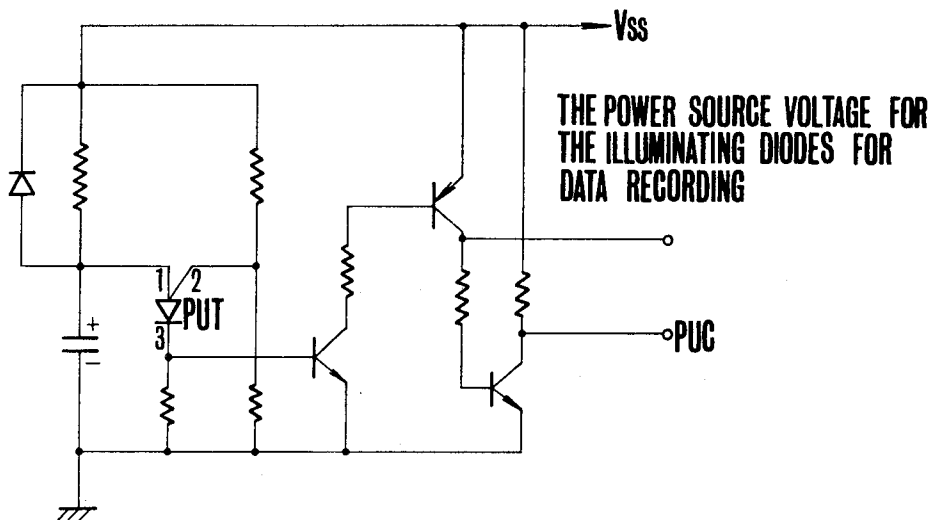 Vss
THE POWER SOURCE VOLTAGE FOR
THE ILLUMINATING DIODES FOR
DATA RECORDING
1 2
PUT
3
+
−
PUC